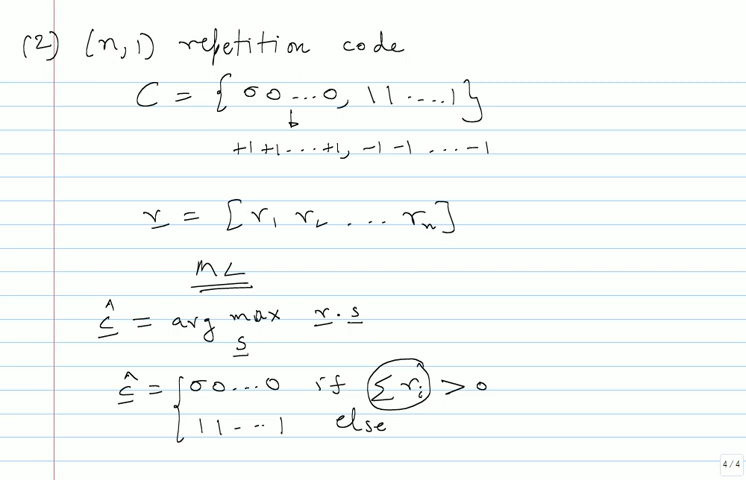 (2) (n,1) repetition code
C = { 00...0, 11....1 }
+1+1...+1, -1-1 ...-1
r = [r₁ r₂ ... rₙ]
ML
ĉ = arg max r . s
s
ĉ = { 00...0 if Σ rᵢ > 0
11-..1 else
4/4